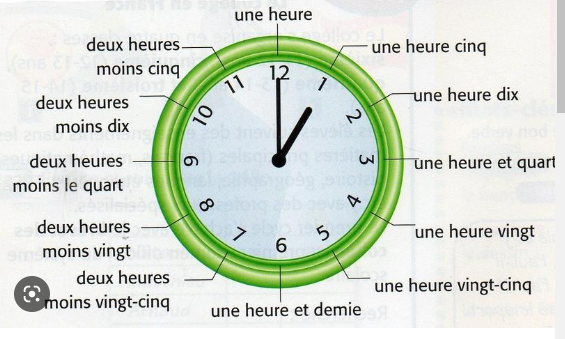 une heure
une heure cinq
une heure dix
une heure et quart
une heure vingt
une heure vingt-cinq
une heure et demie
deux heures
moins vingt-cinq
deux heures
moins vingt
deux heures
moins le quart
deux heures
moins dix
deux heures
moins cinq
12
1
2
3
4
5
6
7
8
9
10
11